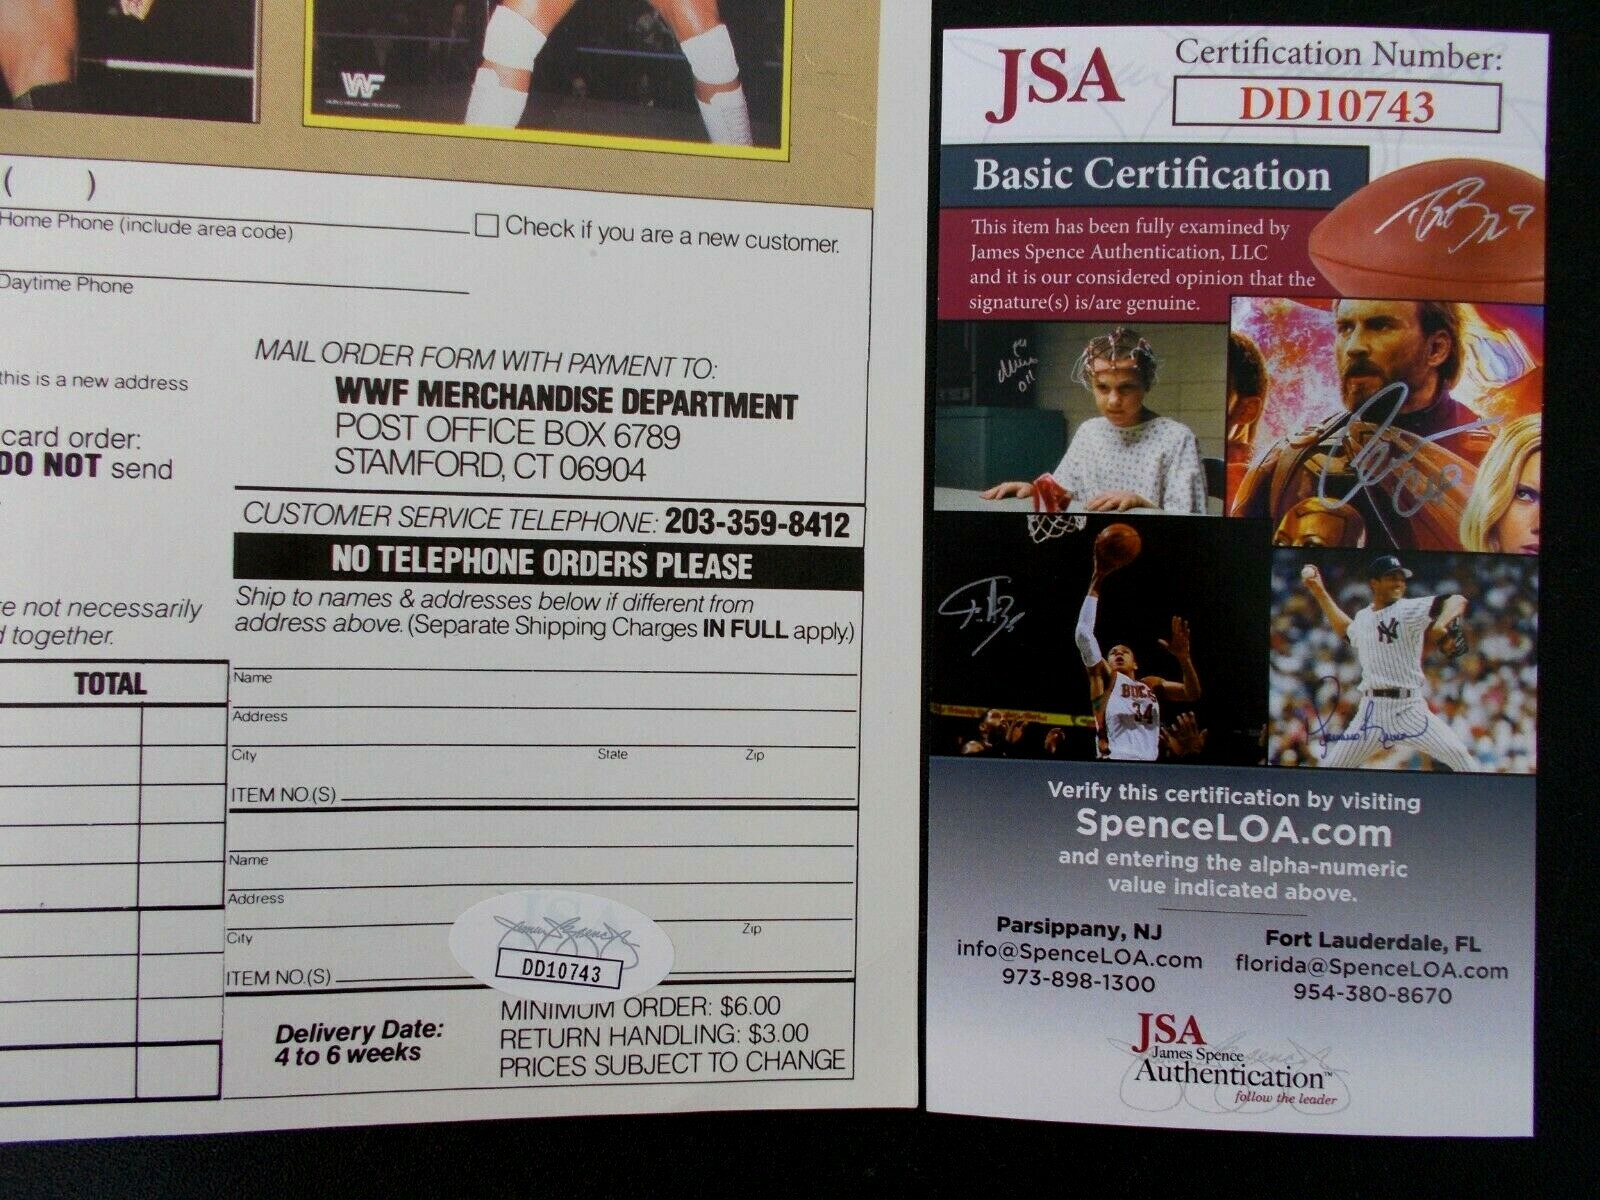 WF
( )
Home Phone (include area code)
Check if you are a new customer.
Daytime Phone
this is a new address
card order:
DO NOT send
re not necessarily
d together.
MAIL ORDER FORM WITH PAYMENT TO:
WWF MERCHANDISE DEPARTMENT
POST OFFICE BOX 6789
STAMFORD, CT 06904
CUSTOMER SERVICE TELEPHONE: 203-359-8412
NO TELEPHONE ORDERS PLEASE
Ship to names & addresses below if different from
address above. (Separate Shipping Charges IN FULL apply.)
TOTAL
Name
Address
City State Zip
ITEM NO.(S)
Name
Address
City Zip
ITEM NO.(S)
JSA
DD10743
Delivery Date:
4 to 6 weeks
MINIMUM ORDER: $6.00
RETURN HANDLING: $3.00
PRICES SUBJECT TO CHANGE
JSA
Certification Number:
DD10743
Basic Certification
This item has been fully examined by
James Spence Authentication, LLC
and it is our considered opinion that the
signature(s) is/are genuine.
BUCKS
34
Verify this certification by visiting
SpenceLOA.com
and entering the alpha-numeric
value indicated above.
Parsippany, NJ
info@SpenceLOA.com
973-898-1300
Fort Lauderdale, FL
florida@SpenceLOA.com
954-380-8670
JSA
James Spence
Authentication™
follow the leader